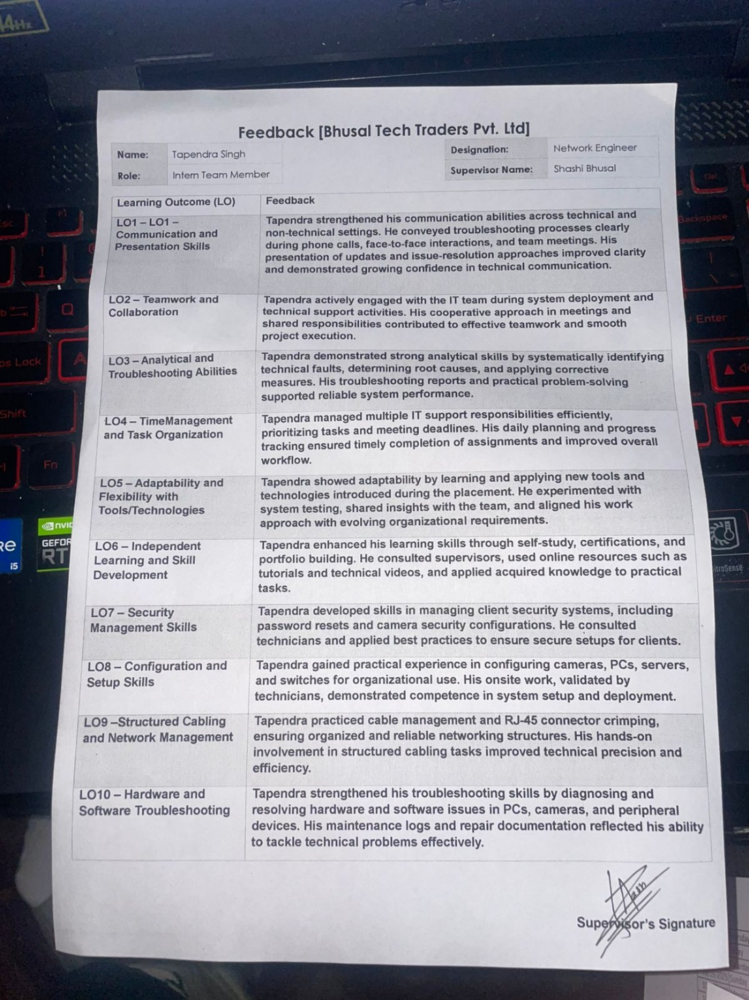 44Hz
Feedback [Bhusal Tech Traders Pvt. Ltd]
Name: Tapendra Singh
Role: Intern Team Member
Designation: Network Engineer
Supervisor Name: Shashi Bhusal
Learning Outcome (LO) Feedback
LO1 – LO1 –
Communication and
Presentation Skills
Tapendra strengthened his communication abilities across technical and
non-technical settings. He conveyed troubleshooting processes clearly
during phone calls, face-to-face interactions, and team meetings. His
presentation of updates and issue-resolution approaches improved clarity
and demonstrated growing confidence in technical communication.
LO2 – Teamwork and
Collaboration
Tapendra actively engaged with the IT team during system deployment and
technical support activities. His cooperative approach in meetings and
shared responsibilities contributed to effective teamwork and smooth
project execution.
LO3 – Analytical and
Troubleshooting Abilities
Tapendra demonstrated strong analytical skills by systematically identifying
technical faults, determining root causes, and applying corrective
measures. His troubleshooting reports and practical problem-solving
supported reliable system performance.
LO4 – TimeManagement
and Task Organization
Tapendra managed multiple IT support responsibilities efficiently,
prioritizing tasks and meeting deadlines. His daily planning and progress
tracking ensured timely completion of assignments and improved overall
workflow.
LO5 – Adaptability and
Flexibility with
Tools/Technologies
Tapendra showed adaptability by learning and applying new tools and
technologies introduced during the placement. He experimented with
system testing, shared insights with the team, and aligned his work
approach with evolving organizational requirements.
LO6 – Independent
Learning and Skill
Development
Tapendra enhanced his learning skills through self-study, certifications, and
portfolio building. He consulted supervisors, used online resources such as
tutorials and technical videos, and applied acquired knowledge to practical
tasks.
LO7 – Security
Management Skills
Tapendra developed skills in managing client security systems, including
password resets and camera security configurations. He consulted
technicians and applied best practices to ensure secure setups for clients.
LO8 – Configuration and
Setup Skills
Tapendra gained practical experience in configuring cameras, PCs, servers,
and switches for organizational use. His onsite work, validated by
technicians, demonstrated competence in system setup and deployment.
LO9 –Structured Cabling
and Network Management
Tapendra practiced cable management and RJ-45 connector crimping,
ensuring organized and reliable networking structures. His hands-on
involvement in structured cabling tasks improved technical precision and
efficiency.
LO10 – Hardware and
Software Troubleshooting
Tapendra strengthened his troubleshooting skills by diagnosing and
resolving hardware and software issues in PCs, cameras, and peripheral
devices. His maintenance logs and repair documentation reflected his ability
to tackle technical problems effectively.
Supervisor's Signature
Esc
F1
!
1
Q
ps Lock
A
Shift
Fn
Del
Backspace
|
\
Enter
re
i5
NVID
GEFOR
RT
itroSense
Sunday